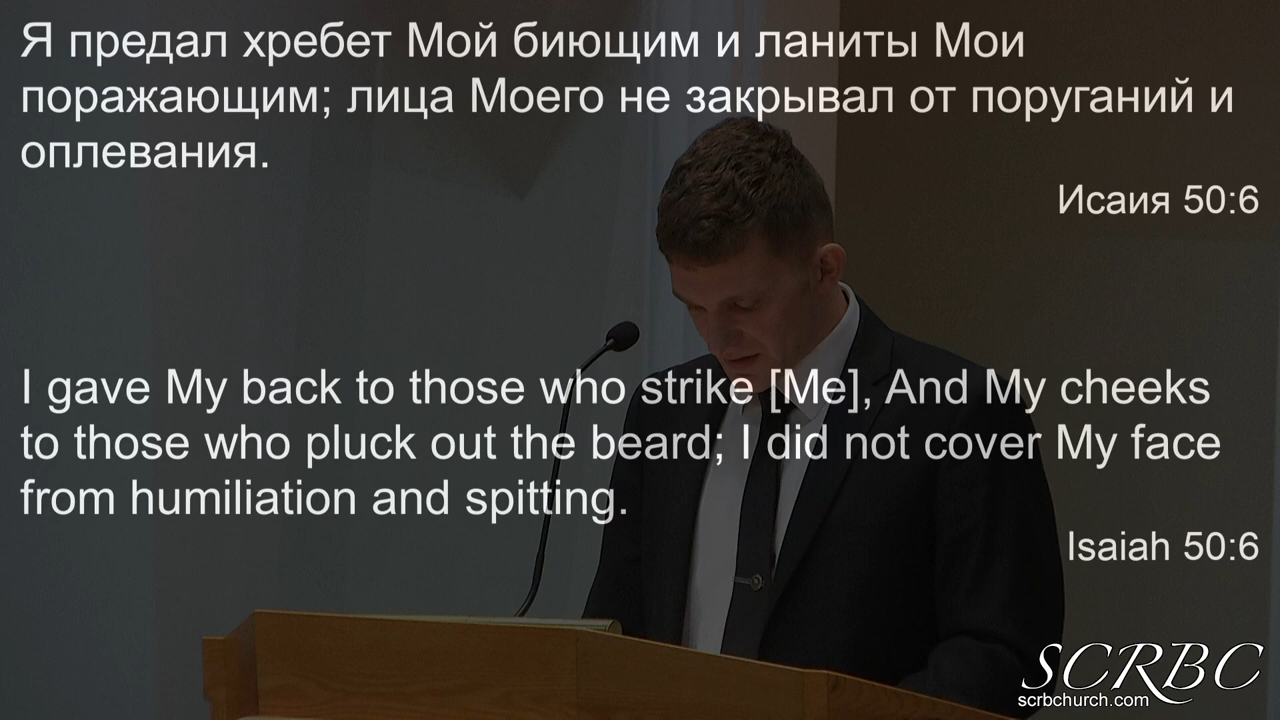 Я предал хребет Мой биющим и ланиты Мои
поражающим; лица Моего не закрывал от поруганий и
оплевания.
Исаия 50:6
I gave My back to those who strike [Me], And My cheeks
to those who pluck out the beard; I did not cover My face
from humiliation and spitting.
Isaiah 50:6
SCRBC
scrbchurch.com